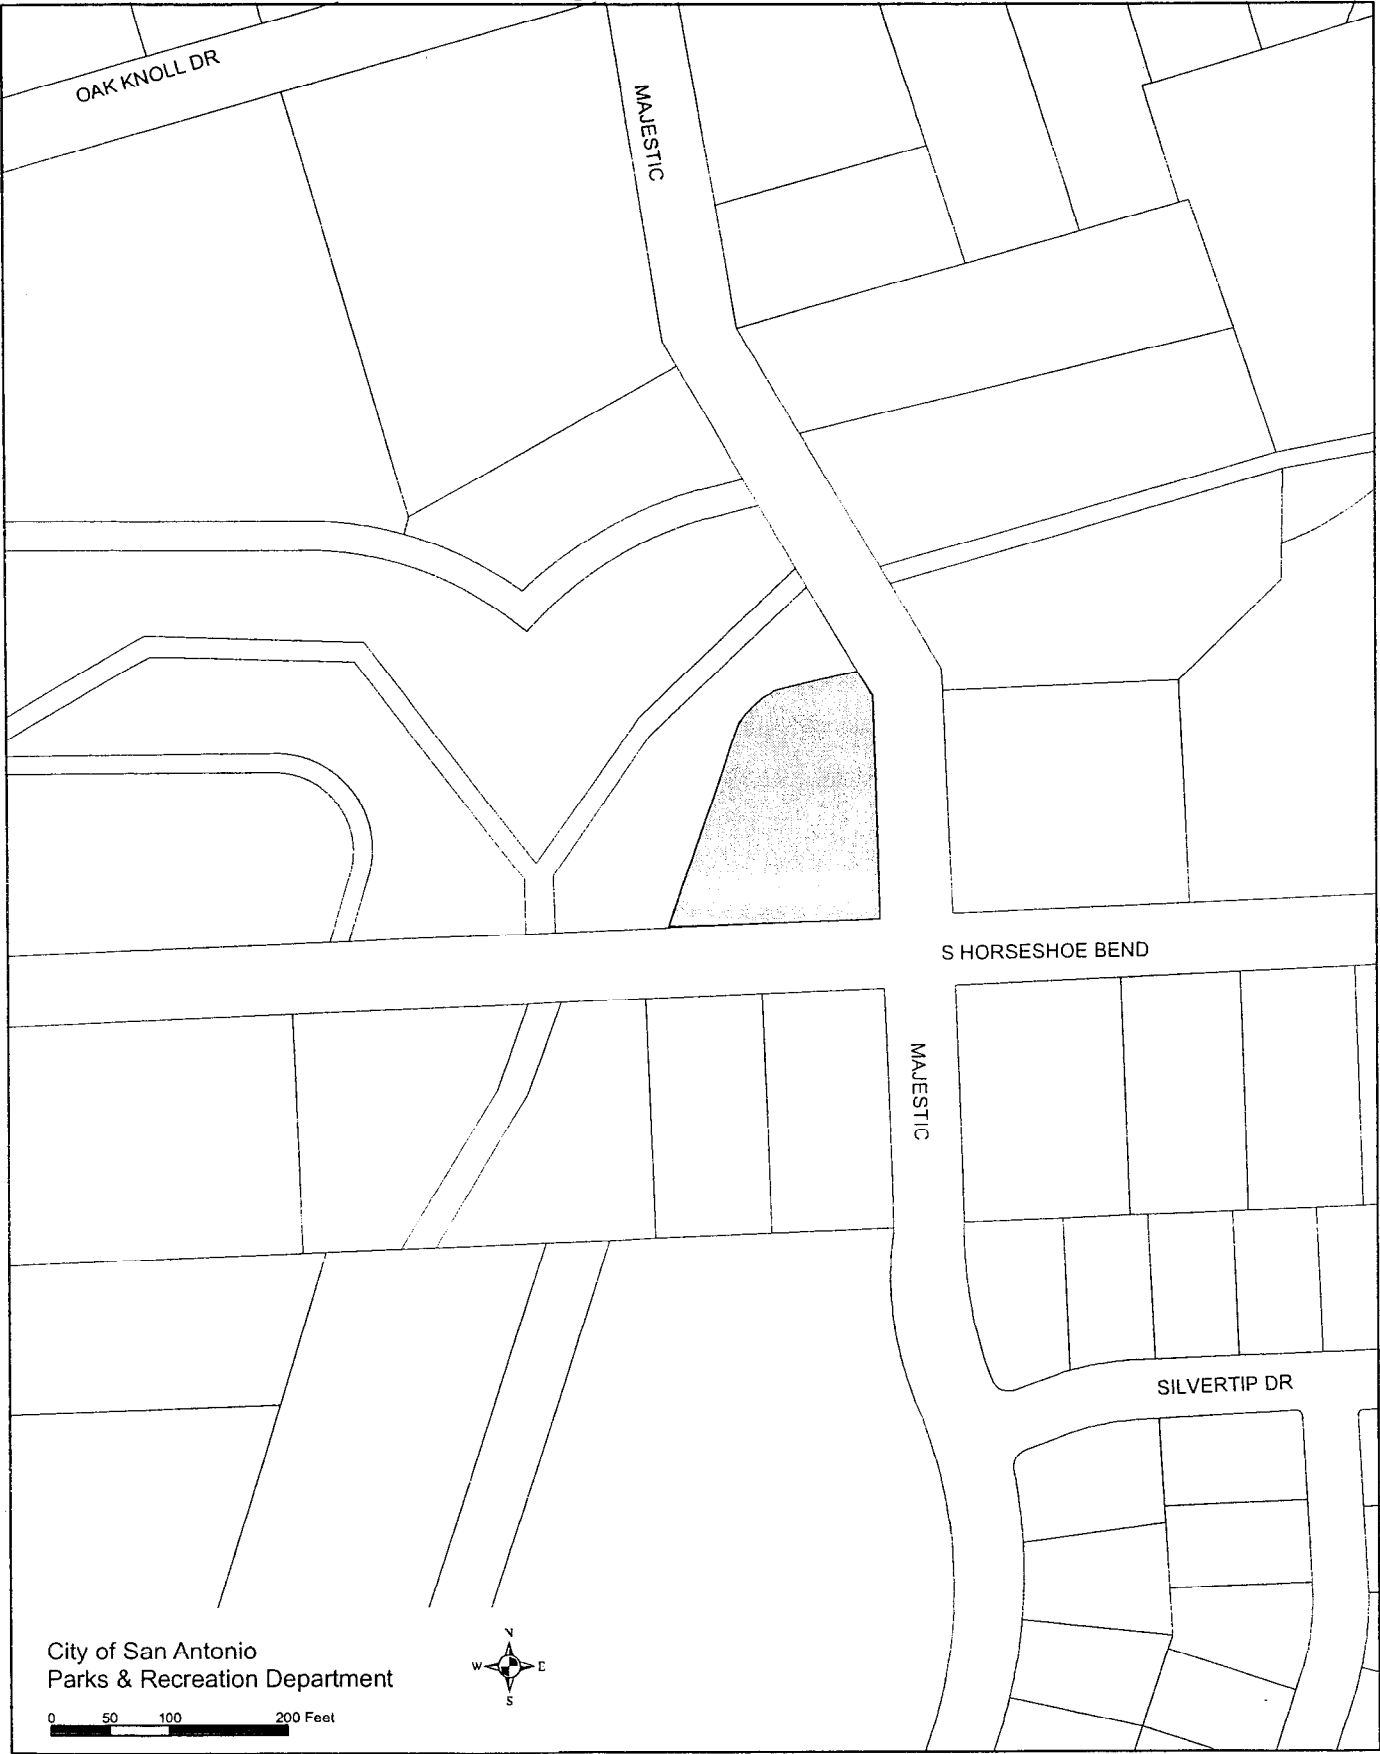 OAK KNOLL DR
MAJESTIC
S HORSESHOE BEND
MAJESTIC
SILVERTIP DR
City of San Antonio
Parks & Recreation Department
N
W E
S
0 50 100 200 Feet